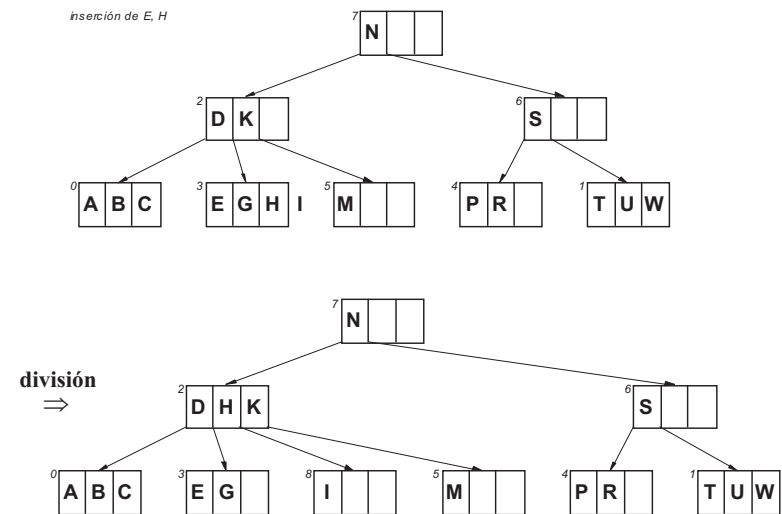 inserción de E, H
7 N
2 D K 6 S
0 A B C 3 E G H I 5 M 4 P R 1 T U W
7 N
división
⇒
2 D H K 6 S
0 A B C 3 E G 8 I 5 M 4 P R 1 T U W